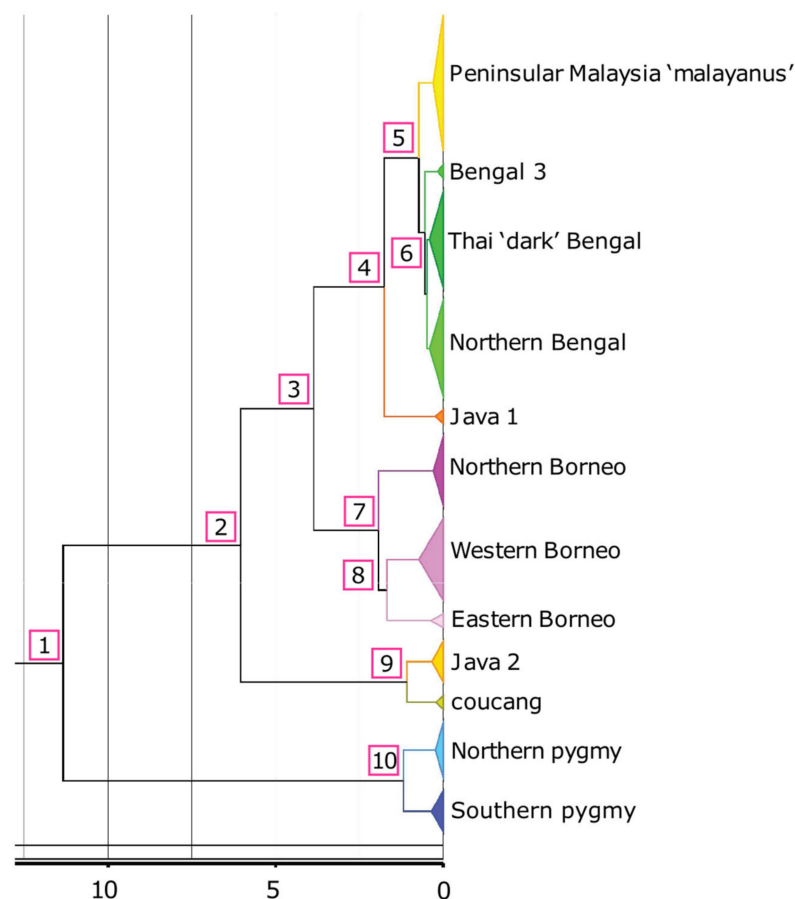 Peninsular Malaysia ‘malayanus’
5
Bengal 3
Thai ‘dark’ Bengal
6
4
Northern Bengal
3
Java 1
Northern Borneo
7
2
Western Borneo
8
Eastern Borneo
1
9
Java 2
coucang
10
Northern pygmy
Southern pygmy
10 5 0